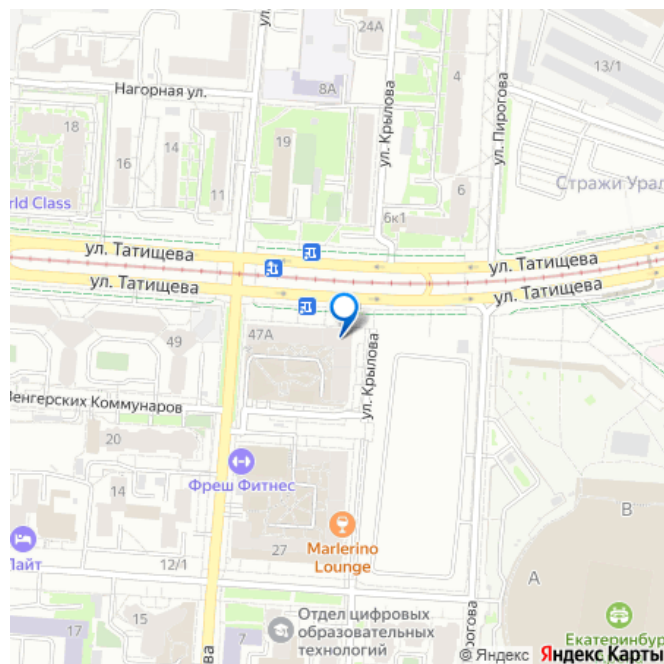 ул.
24А
4
13/1
8А
ул. Крылова
ул. Пирогова
Нагорная ул.
18
14
16
19
11
rld Class
6
6к1
Стражи Урал
ул. Татищева
ул. Татищева
ул. Татищева
ул. Татищева
47А
49
ул. Крылова
Венгерских Коммунаров
20
14
Фреш Фитнес
27
Marlerino
Lounge
В
А
Лайт
12/1
15
17
7
Отдел цифровых
образовательных
технологий
рогова
Екатеринбур
ова
© Яндекс
Яндекс Карты